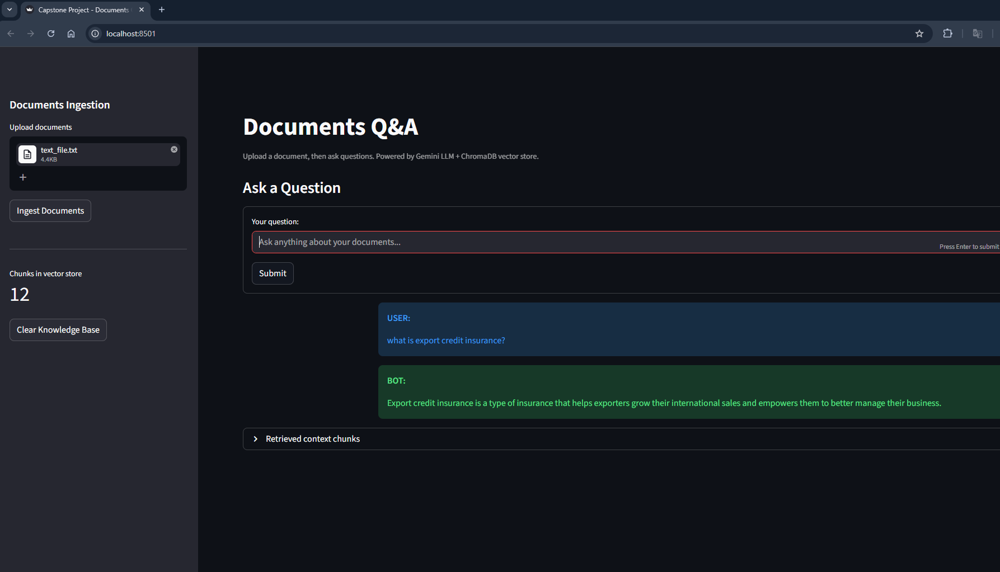 Capstone Project - Documents
localhost:8501
Documents Ingestion
Upload documents
text_file.txt
4.4KB
Ingest Documents
Chunks in vector store
12
Clear Knowledge Base
Documents Q&A
Upload a document, then ask questions. Powered by Gemini LLM + ChromaDB vector store.
Ask a Question
Your question:
Ask anything about your documents...
Press Enter to submit
Submit
USER:
what is export credit insurance?
BOT:
Export credit insurance is a type of insurance that helps exporters grow their international sales and empowers them to better manage their business.
Retrieved context chunks